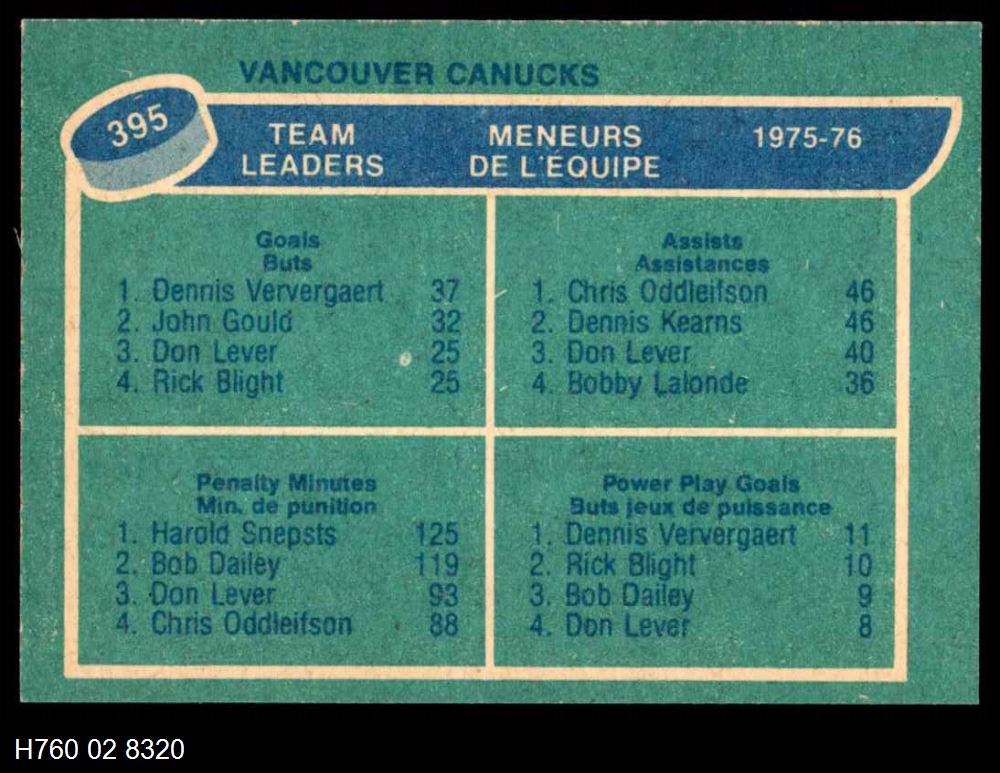 VANCOUVER CANUCKS
395
TEAM LEADERS
MENEURS DE L'ÉQUIPE
1975-76
Goals
Buts
1. Dennis Ververgaert 37
2. John Gould 32
3. Don Lever 25
4. Rick Blight 25
Assists
Assistances
1. Chris Oddleifson 46
2. Dennis Kearns 46
3. Don Lever 40
4. Bobby Lalonde 36
Penalty Minutes
Min. de punition
1. Harold Snepsts 125
2. Bob Dailey 119
3. Don Lever 93
4. Chris Oddleifson 88
Power Play Goals
Buts jeux de puissance
1. Dennis Ververgaert 11
2. Rick Blight 10
3. Bob Dailey 9
4. Don Lever 8
H760 02 8320